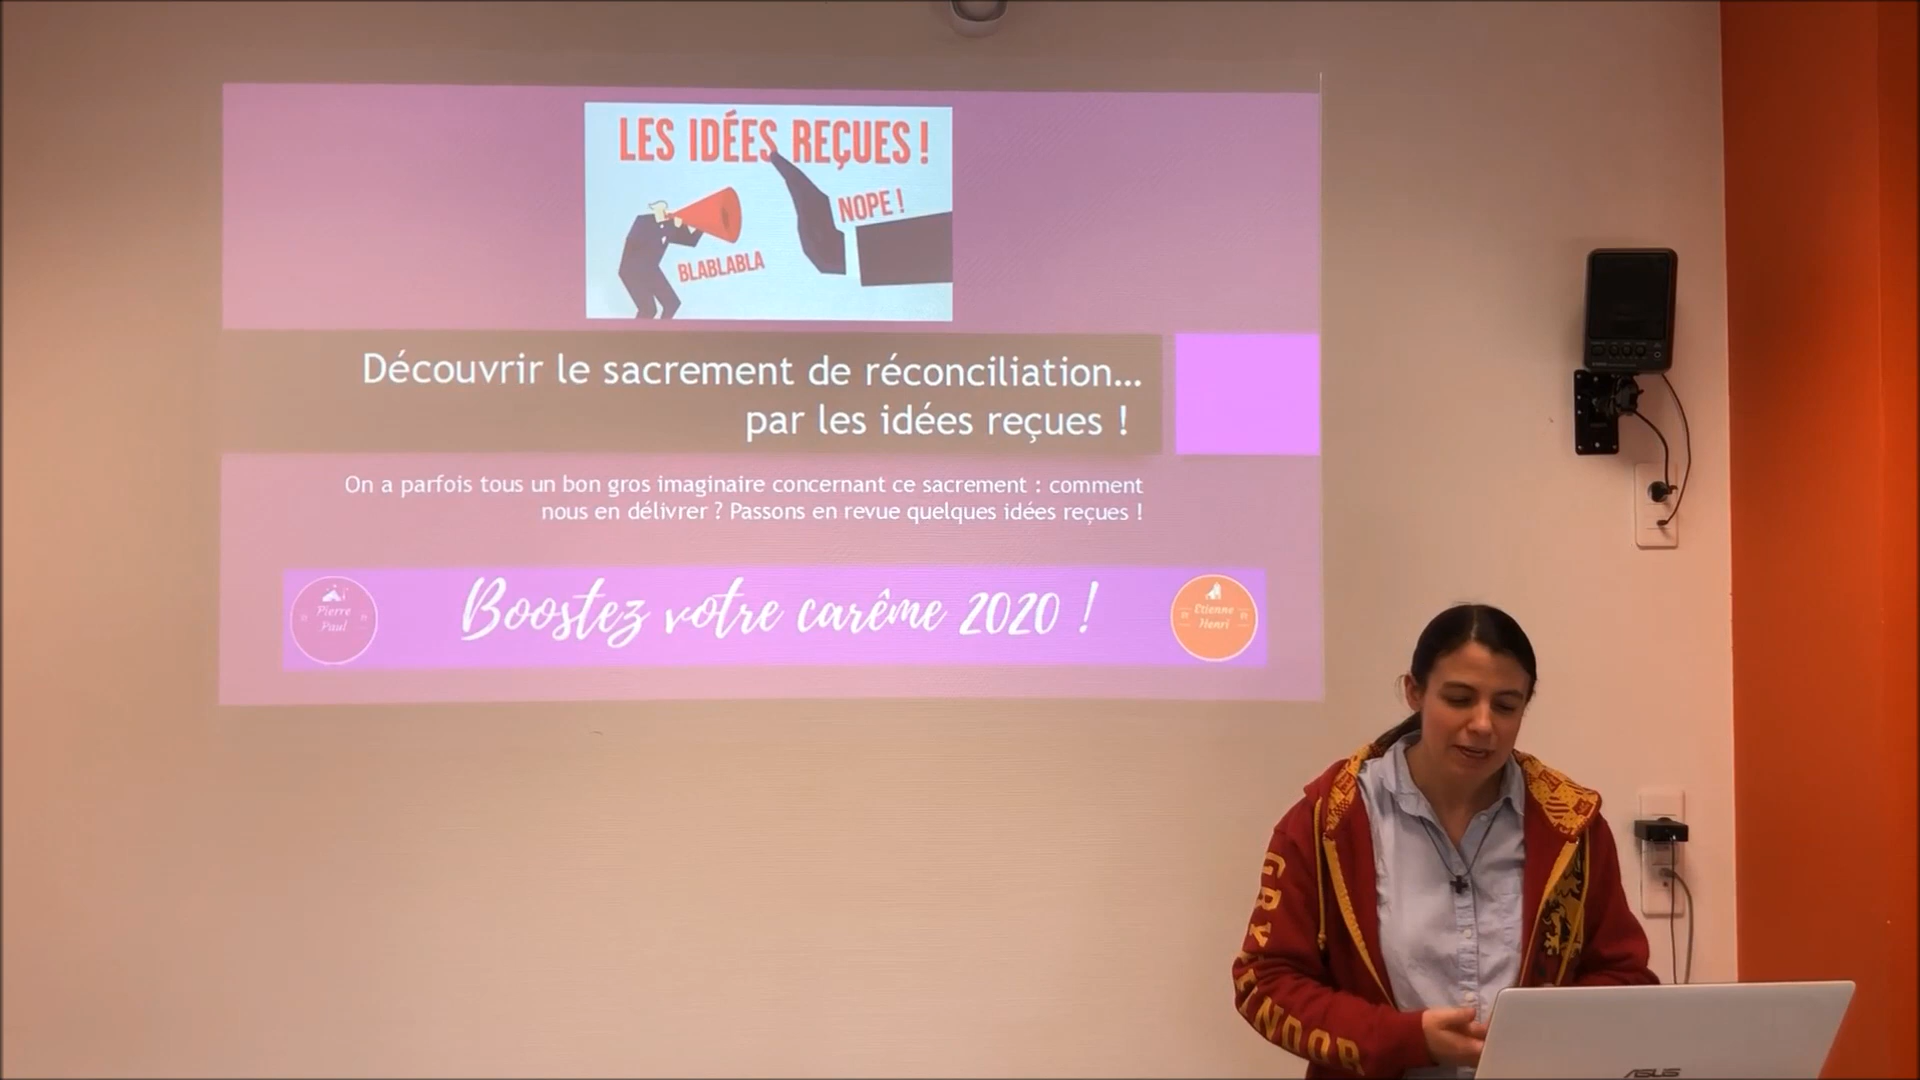 LES IDÉES REÇUES !
NOPE !
BLABLABLA
Découvrir le sacrement de réconciliation...
par les idées reçues !
On a parfois tous un bon gros imaginaire concernant ce sacrement : comment
nous en délivrer ? Passons en revue quelques idées reçues !
Pierre
Paul
Boostez votre carême 2020 !
Etienne
Henri
GRYFFINDOR
ASUS